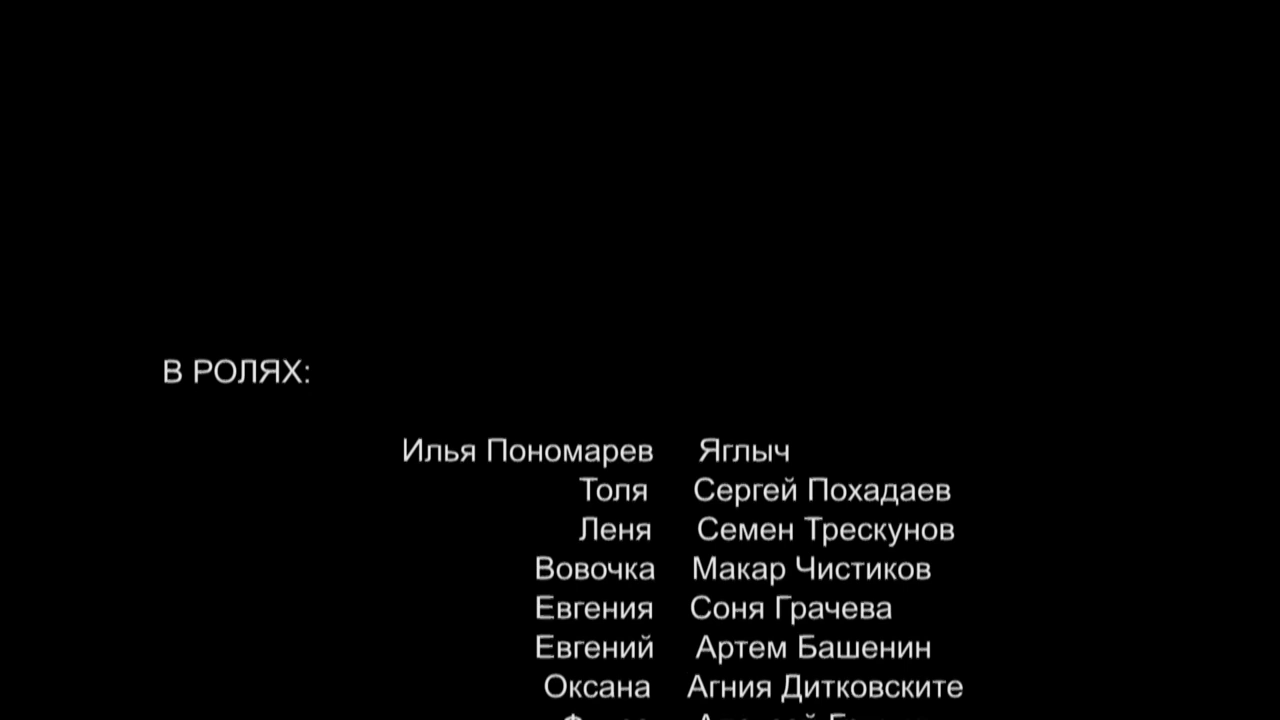 В РОЛЯХ:
Илья Пономарев Яглыч
Толя Сергей Похадаев
Леня Семен Трескунов
Вовочка Макар Чистиков
Евгения Соня Грачева
Евгений Артем Башенин
Оксана Агния Дитковските